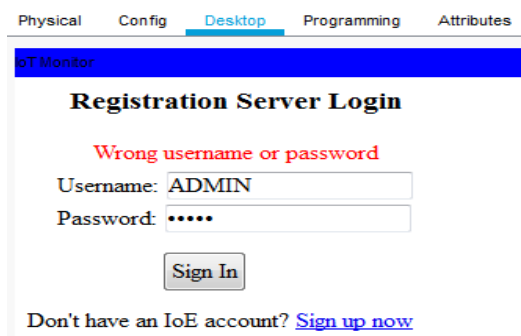 Physical Config Desktop Programming Attributes
IoT Monitor
Registration Server Login
Wrong username or password
Username: ADMIN
Password: •••••
Sign In
Don't have an IoE account? Sign up now